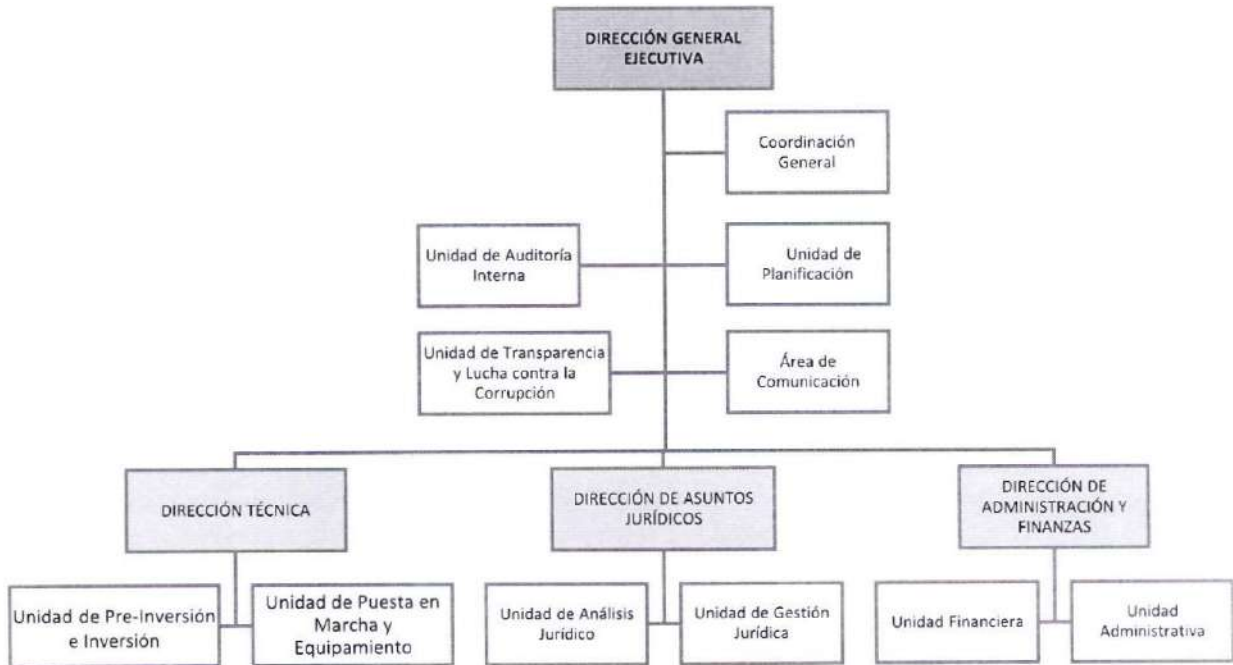 DIRECCIÓN GENERAL
EJECUTIVA
Coordinación
General
Unidad de Auditoría
Interna
Unidad de
Planificación
Unidad de Transparencia
y Lucha contra la
Corrupción
Área de
Comunicación
DIRECCIÓN TÉCNICA
DIRECCIÓN DE ASUNTOS
JURÍDICOS
DIRECCIÓN DE
ADMINISTRACIÓN Y
FINANZAS
Unidad de Pre-Inversión
e Inversión
Unidad de Puesta en
Marcha y
Equipamiento
Unidad de Análisis
Jurídico
Unidad de Gestión
Jurídica
Unidad Financiera
Unidad
Administrativa